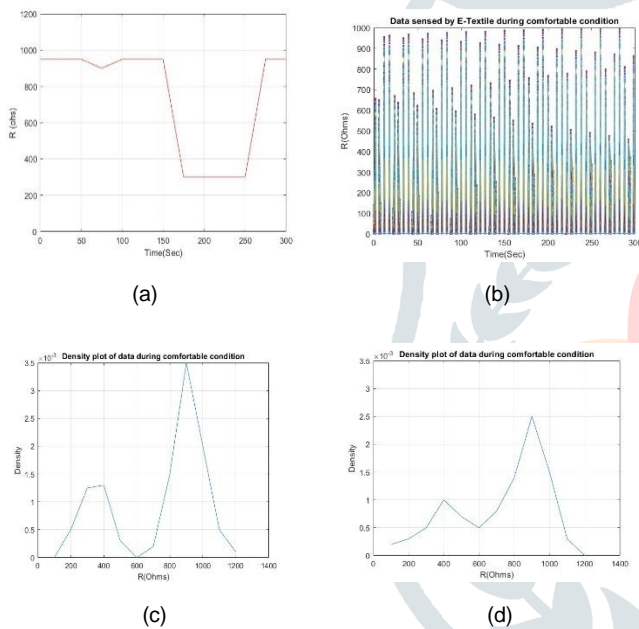 1200
1000
800
600
400
200
0
R (ohs)
0 50 100 150 200 250 300
Time(Sec)
(a)
Data sensed by E-Textile during comfortable condition
1000
900
800
700
600
500
400
300
200
100
0
R(Ohms)
0 50 100 150 200 250 300
Time(Sec)
(b)
×10⁻³
Density plot of data during comfortable condition
3.5
3
2.5
2
1.5
1
0.5
0
Density
0 200 400 600 800 1000 1200 1400
R(Ohms)
(c)
×10⁻³
Density plot of data during comfortable condition
3.5
3
2.5
2
1.5
1
0.5
0
Density
0 200 400 600 800 1000 1200 1400
R(Ohms)
(d)